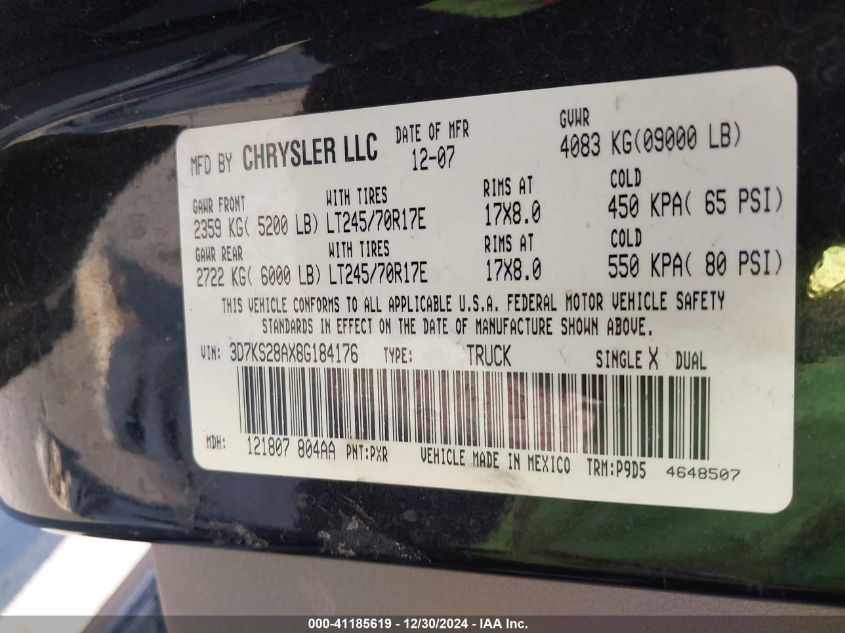 MFD BY CHRYSLER LLC DATE OF MFR GVWR
12-07 4083 KG(09000 LB)
GAWR FRONT WITH TIRES RIMS AT COLD
2359 KG( 5200 LB) LT245/70R17E 17X8.0 450 KPA( 65 PSI)
GAWR REAR WITH TIRES RIMS AT COLD
2722 KG( 6000 LB) LT245/70R17E 17X8.0 550 KPA( 80 PSI)
THIS VEHICLE CONFORMS TO ALL APPLICABLE U.S.A. FEDERAL MOTOR VEHICLE SAFETY
STANDARDS IN EFFECT ON THE DATE OF MANUFACTURE SHOWN ABOVE.
VIN: 3D7KS28AX8G184176 TYPE: TRUCK SINGLE X DUAL
MDH: 121807 804AA PNT:PXR VEHICLE MADE IN MEXICO TRM:P9D5 4648507
000-41185619 - 12/30/2024 - IAA Inc.